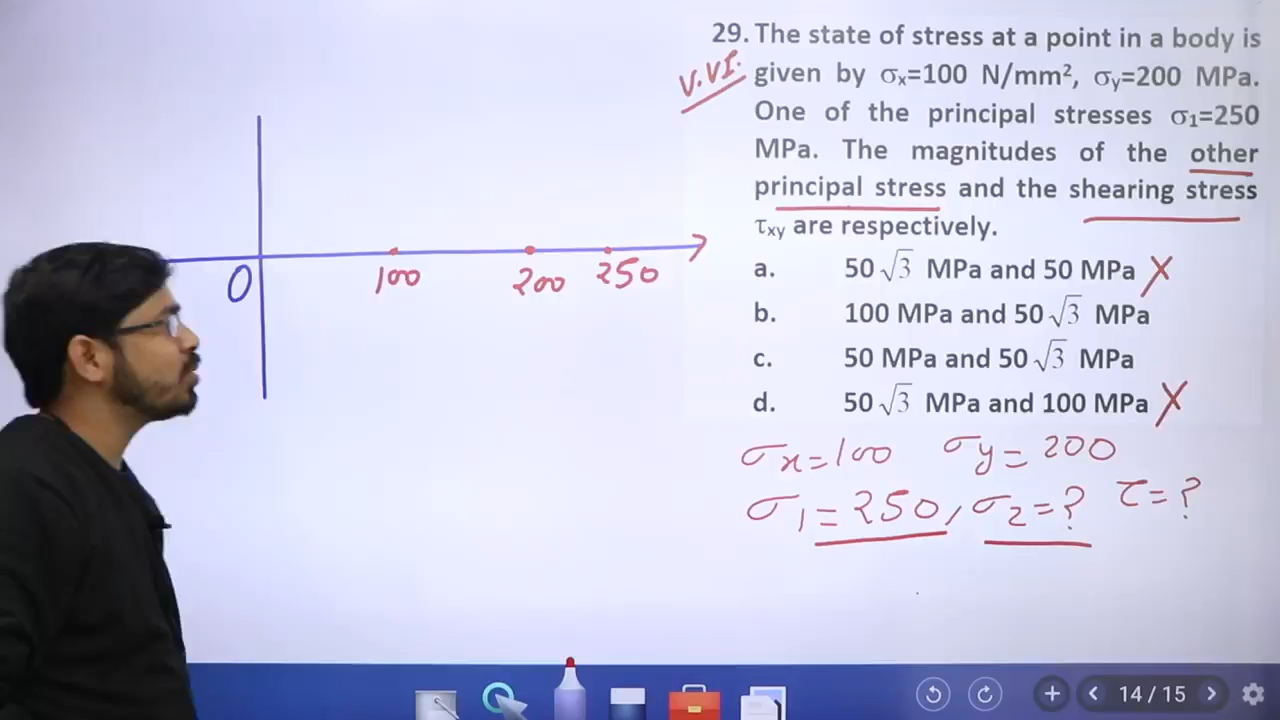 29. The state of stress at a point in a body is
V.VI. given by σx=100 N/mm², σy=200 MPa.
One of the principal stresses σ1=250
MPa. The magnitudes of the other
principal stress and the shearing stress
τxy are respectively.
a. 50√3 MPa and 50 MPa X
b. 100 MPa and 50√3 MPa
c. 50 MPa and 50√3 MPa
d. 50√3 MPa and 100 MPa X
σx=100 σy=200
σ1=250, σ2=? τ=?
0 100 200 250
14 / 15